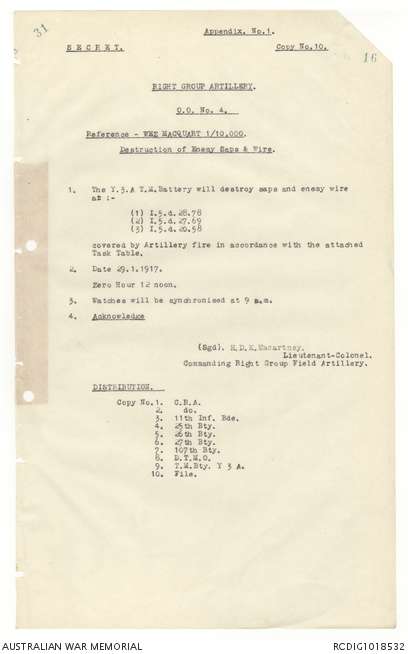 31
Appendix. No.1.
16
S E C R E T.
Copy No.10.
RIGHT GROUP ARTILLERY.
O.O. No. 4.
Reference - WEZ MACQUART 1/10,000.
Destruction of Enemy Saps & Wire.
1. The Y.3.A T.M.Battery will destroy saps and enemy wire
at :-
(1) I.5.d.28.78
(2) I.5.d.27.69
(3) I.5.d.20.58
covered by Artillery fire in accordance with the attached
Task Table.
2. Date 29.1.1917.
Zero Hour 12 noon.
3. Watches will be synchronised at 9 a.m.
4. Acknowledge
(Sgd). H.D.K.Macartney.
Lieutenant-Colonel.
Commanding Right Group Field Artillery.
DISTRIBUTION.
Copy No.1. C.R.A.
2. do.
3. 11th Inf. Bde.
4. 25th Bty.
5. 26th Bty.
6. 27th Bty.
7. 107th Bty.
8. D.T.M.O.
9. T.M.Bty. Y 3 A.
10. File.
AUSTRALIAN WAR MEMORIAL
RCDIG1018532